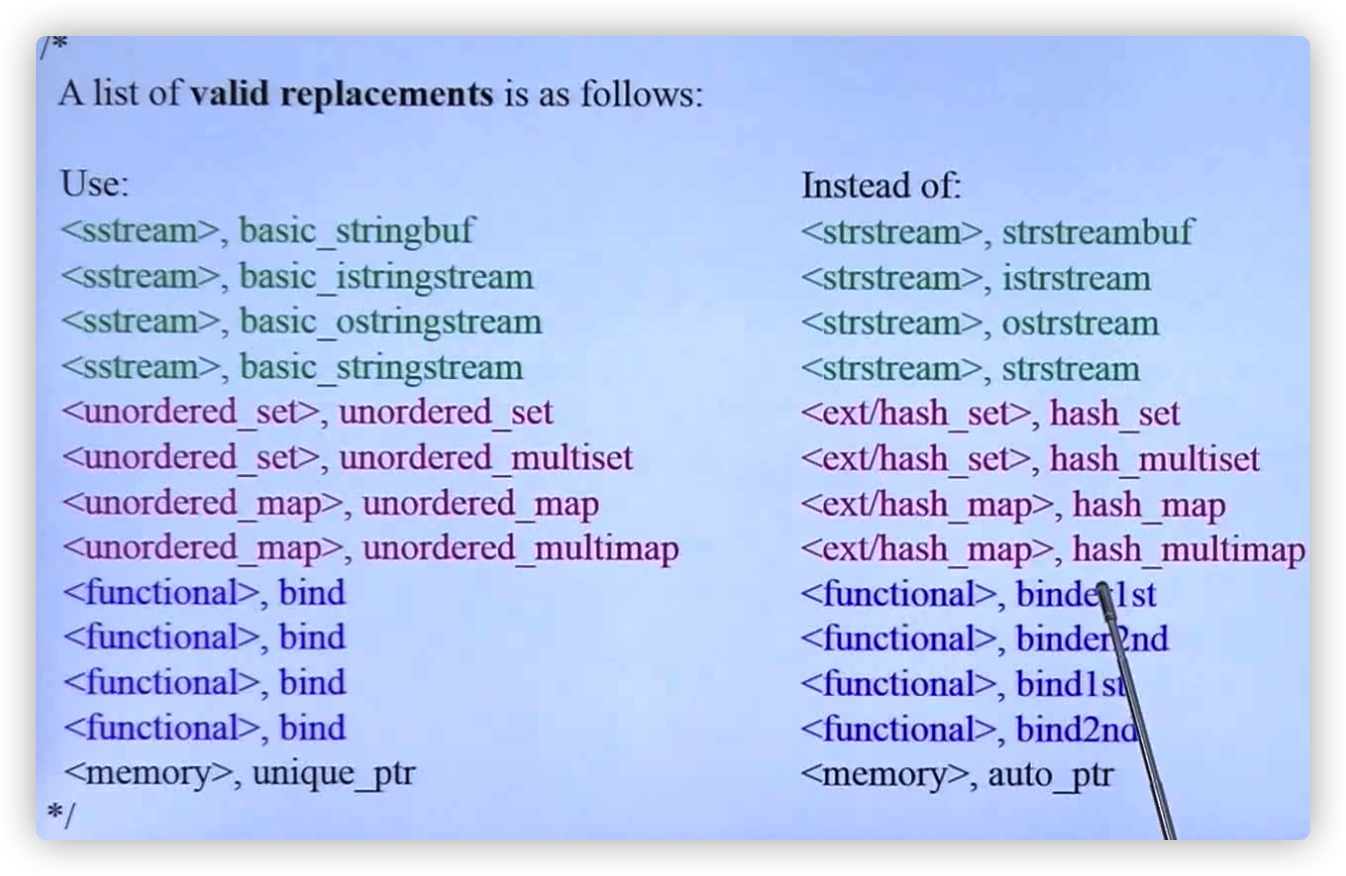 /*
A list of valid replacements is as follows:
Use: Instead of:
<sstream>, basic_stringbuf <strstream>, strstreambuf
<sstream>, basic_istringstream <strstream>, istrstream
<sstream>, basic_ostringstream <strstream>, ostrstream
<sstream>, basic_stringstream <strstream>, strstream
<unordered_set>, unordered_set <ext/hash_set>, hash_set
<unordered_set>, unordered_multiset <ext/hash_set>, hash_multiset
<unordered_map>, unordered_map <ext/hash_map>, hash_map
<unordered_map>, unordered_multimap <ext/hash_map>, hash_multimap
<functional>, bind <functional>, binder1st
<functional>, bind <functional>, binder2nd
<functional>, bind <functional>, bind1st
<functional>, bind <functional>, bind2nd
<memory>, unique_ptr <memory>, auto_ptr
*/